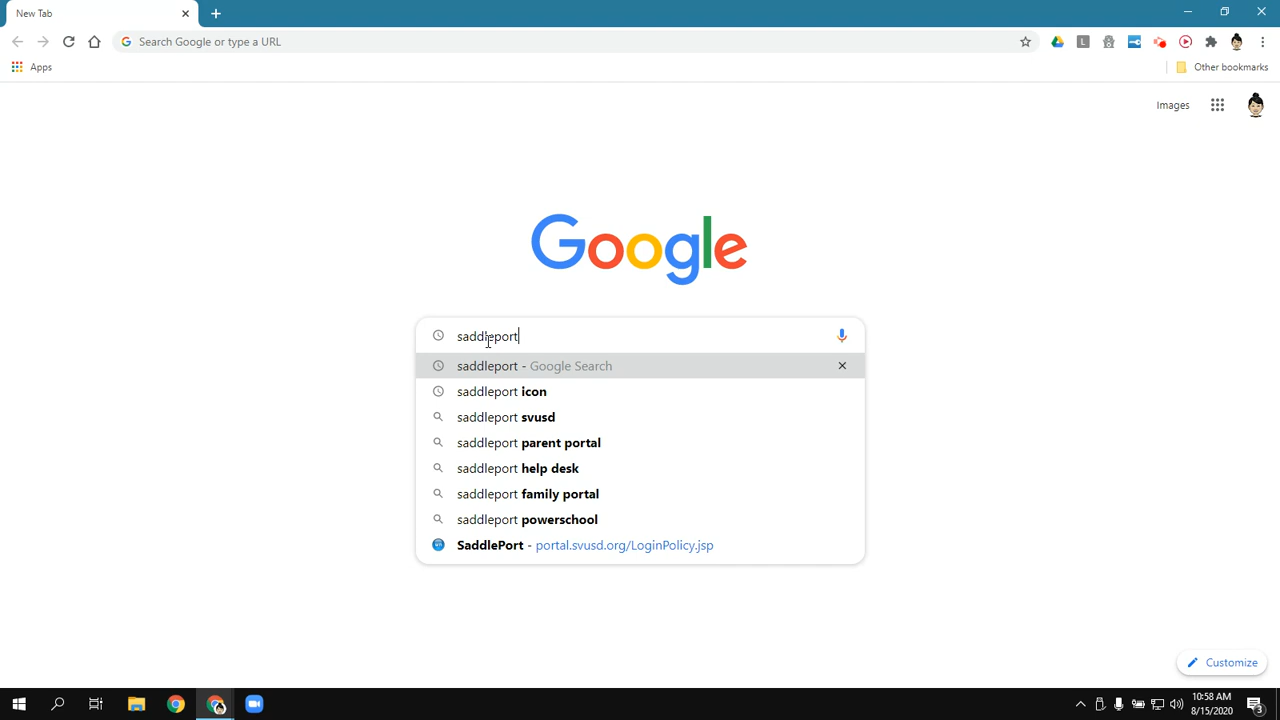 New Tab
Search Google or type a URL
L
Apps
Other bookmarks
Images
Google
saddleport
saddleport - Google Search
saddleport icon
saddleport svusd
saddleport parent portal
saddleport help desk
saddleport family portal
saddleport powerschool
SaddlePort - portal.svusd.org/LoginPolicy.jsp
Customize
10:58 AM
8/15/2020
3